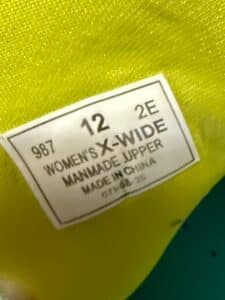 987 12 2E
WOMEN'S X-WIDE
MANMADE UPPER
MADE IN CHINA